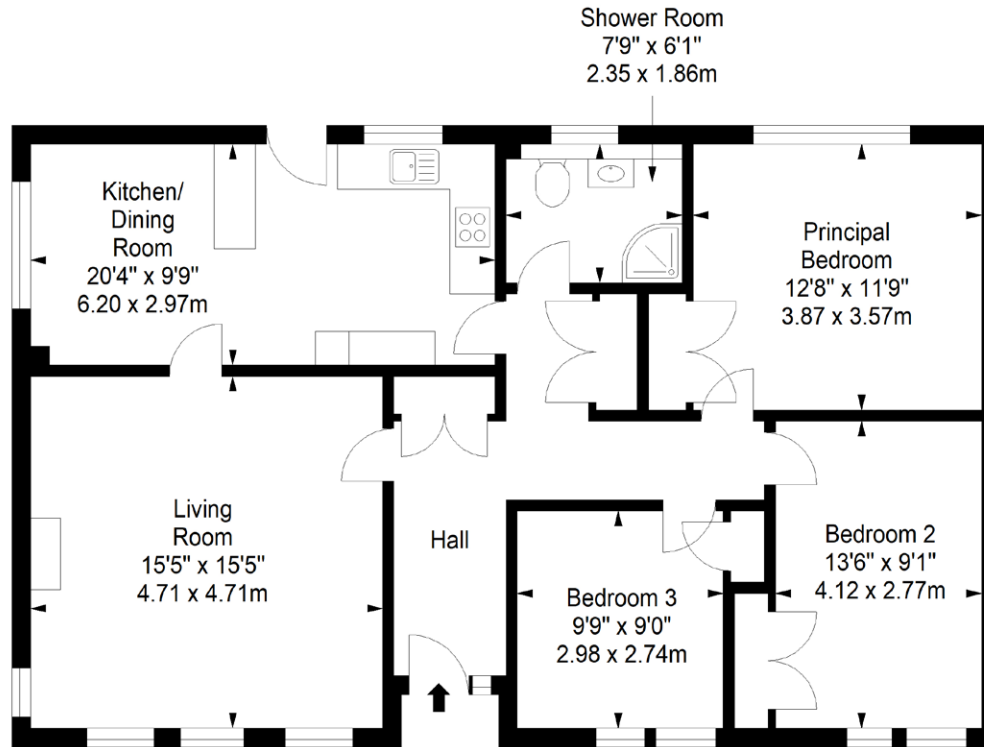 Shower Room
7'9" x 6'1"
2.35 x 1.86m
Kitchen/
Dining
Room
20'4" x 9'9"
6.20 x 2.97m
Principal
Bedroom
12'8" x 11'9"
3.87 x 3.57m
Living
Room
15'5" x 15'5"
4.71 x 4.71m
Hall
Bedroom 3
9'9" x 9'0"
2.98 x 2.74m
Bedroom 2
13'6" x 9'1"
4.12 x 2.77m